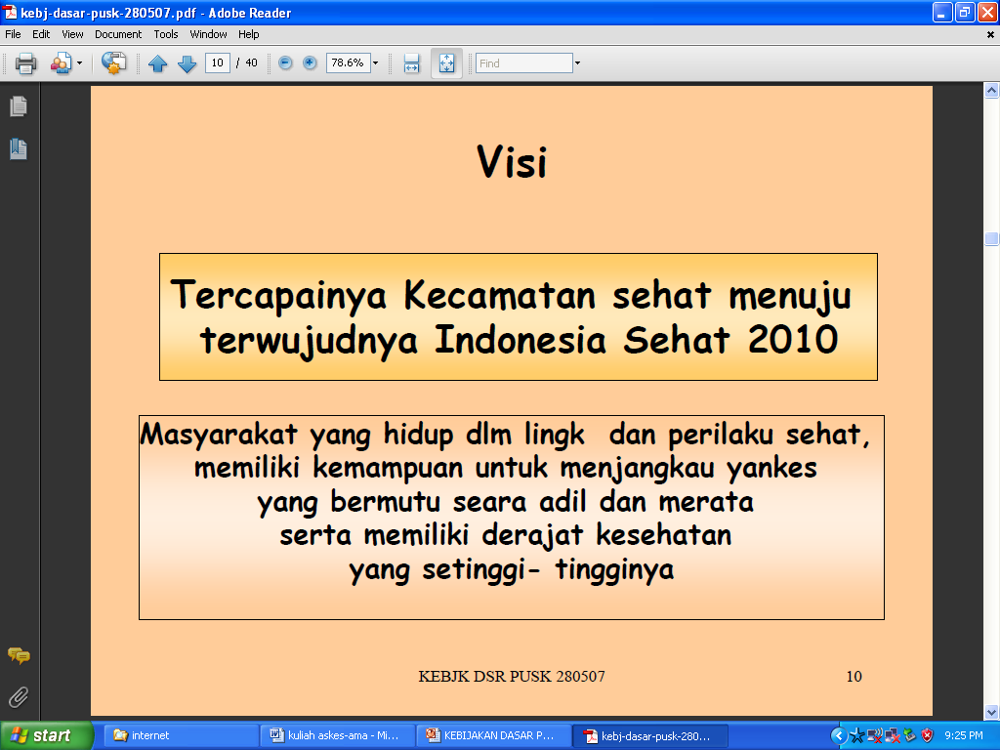 kebj-dasar-pusk-280507.pdf - Adobe Reader
File Edit View Document Tools Window Help
10 / 40 78.6% Find
Visi
Tercapainya Kecamatan sehat menuju
terwujudnya Indonesia Sehat 2010
Masyarakat yang hidup dlm lingk dan perilaku sehat,
memiliki kemampuan untuk menjangkau yankes
yang bermutu seara adil dan merata
serta memiliki derajat kesehatan
yang setinggi- tingginya
KEBJK DSR PUSK 280507 10
start internet kuliah askes-ama - Mi... KEBIJAKAN DASAR P... kebj-dasar-pusk-280... 9:25 PM